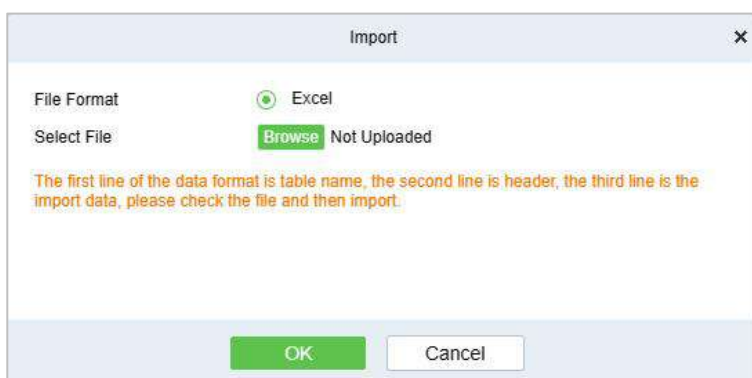 Import
File Format Excel
Select File Browse Not Uploaded
The first line of the data format is table name, the second line is header, the third line is the
import data, please check the file and then import.
OK Cancel